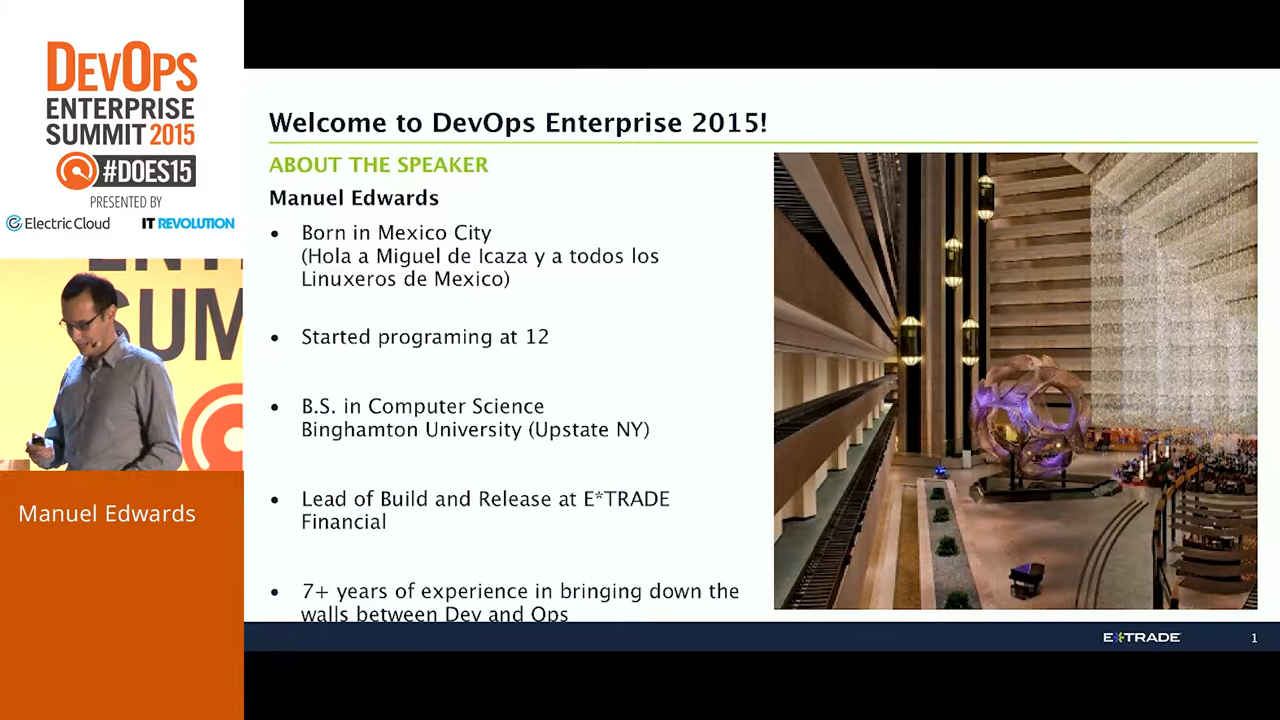 DEVOPS
ENTERPRISE
SUMMIT 2015
#DOES15
PRESENTED BY
Electric Cloud
IT REVOLUTION
SUM
Manuel Edwards
Welcome to DevOps Enterprise 2015!
ABOUT THE SPEAKER
Manuel Edwards
• Born in Mexico City
(Hola a Miguel de Icaza y a todos los
Linuxeros de Mexico)
• Started programing at 12
• B.S. in Computer Science
Binghamton University (Upstate NY)
• Lead of Build and Release at E*TRADE
Financial
• 7+ years of experience in bringing down the
walls between Dev and Ops
E*TRADE
1